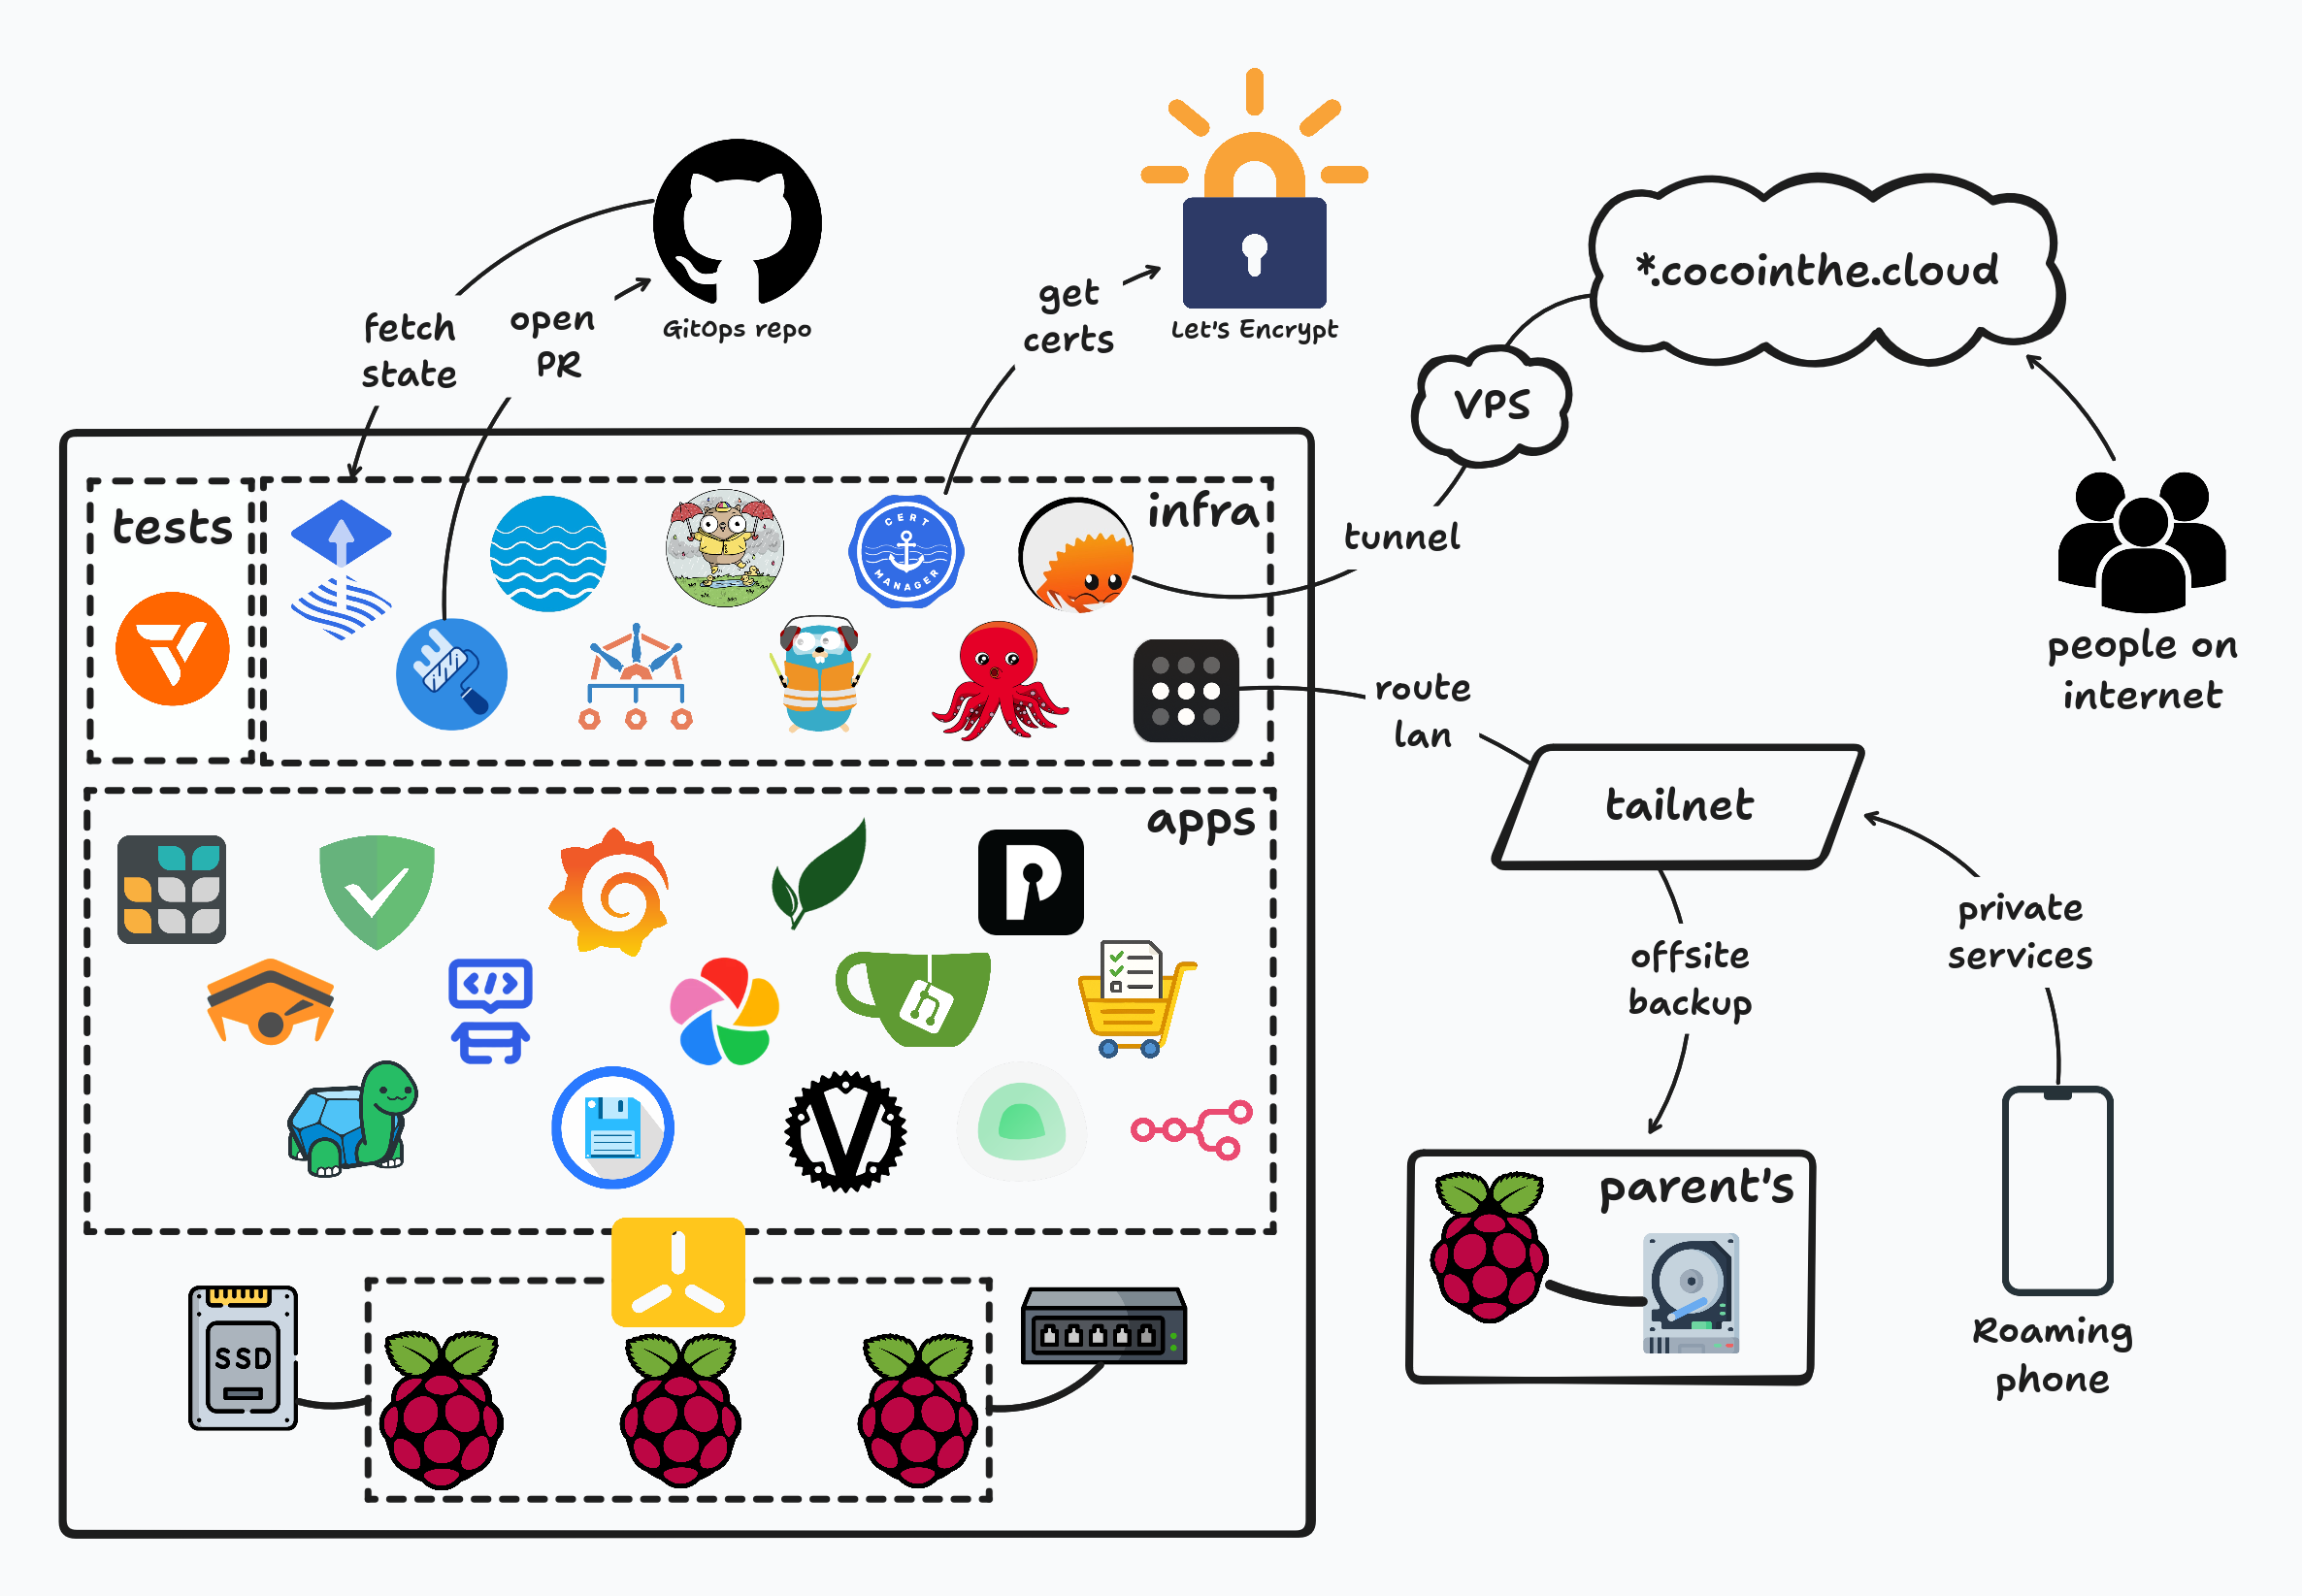 *.cocointhe.cloud
GitOps repo
Let's Encrypt
fetch
state
open
PR
get
certs
VPS
tests
infra
CERT
MANAGER
tunnel
people on
internet
route
lan
tailnet
apps
private
services
offsite
backup
parent's
SSD
Roaming
phone